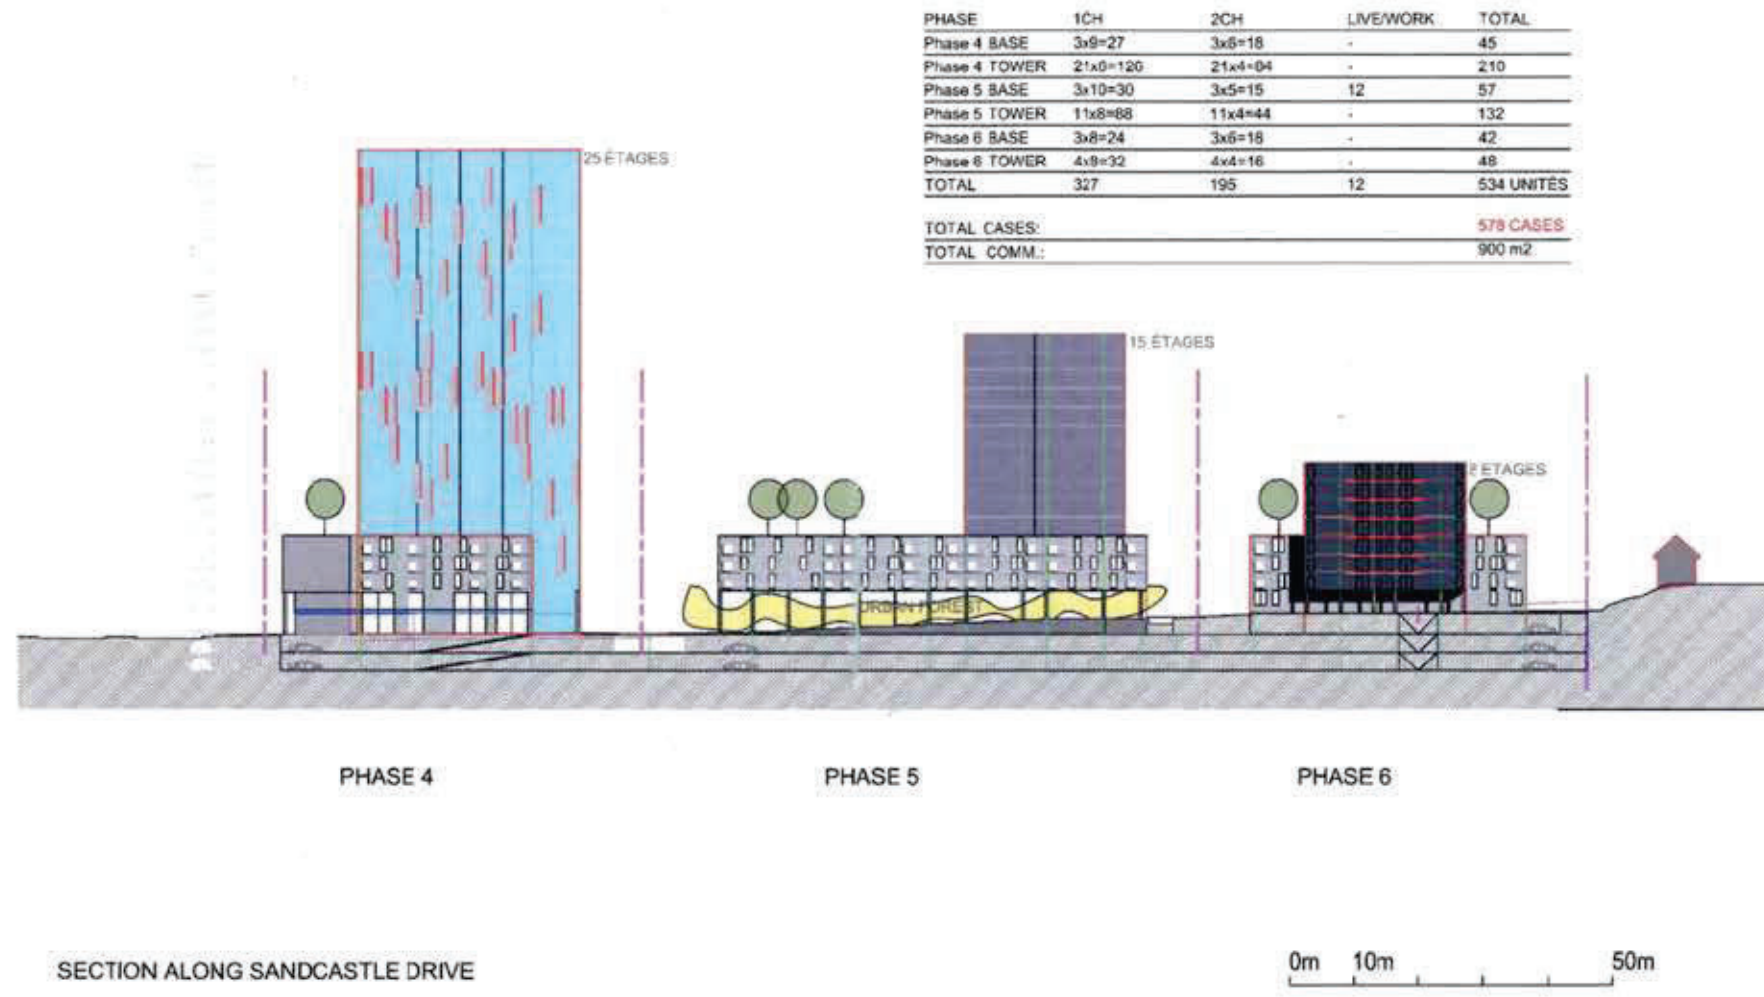 PHASE 1CH 2CH LIVE/WORK TOTAL
Phase 4 BASE 3x9=27 3x6=18 - 45
Phase 4 TOWER 21x6=126 21x4=84 - 210
Phase 5 BASE 3x10=30 3x5=15 12 57
Phase 5 TOWER 11x8=88 11x4=44 - 132
Phase 6 BASE 3x8=24 3x6=18 - 42
Phase 6 TOWER 4x8=32 4x4=16 - 48
TOTAL 327 195 12 534 UNITÉS
TOTAL CASES: 578 CASES
TOTAL COMM.: 900 m2
25 ÉTAGES
15 ÉTAGES
ETAGES
URBAN FOREST
PHASE 4 PHASE 5 PHASE 6
SECTION ALONG SANDCASTLE DRIVE
0m 10m 50m